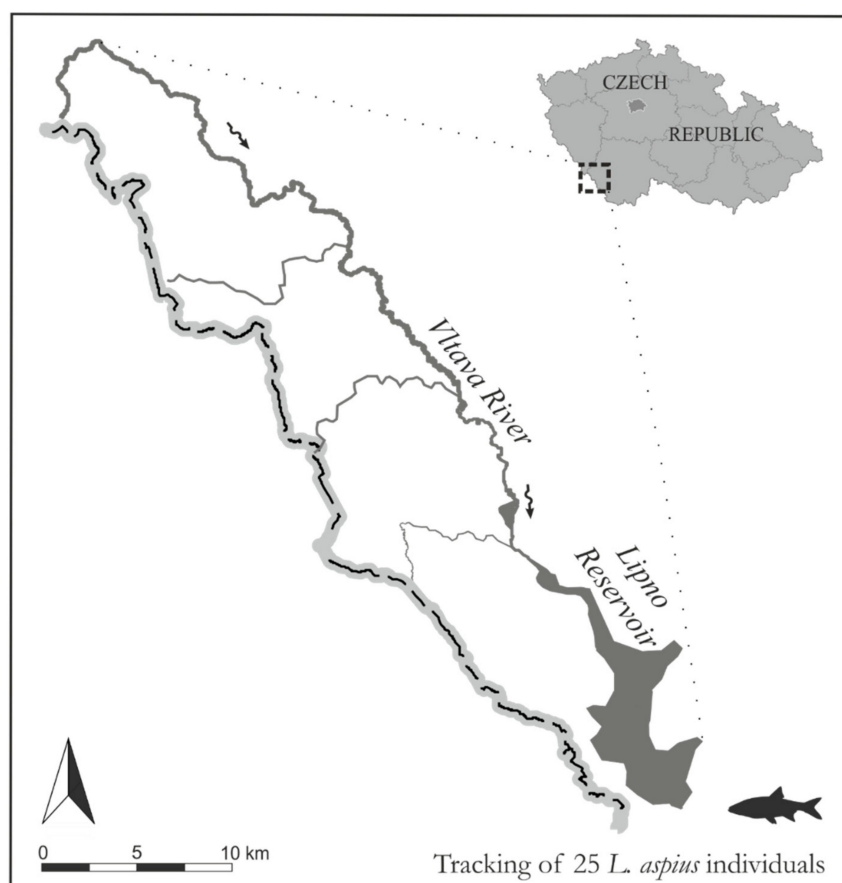 CZECH
REPUBLIC
Vltava River
Lipno
Reservoir
0 5 10 km
Tracking of 25 L. aspius individuals